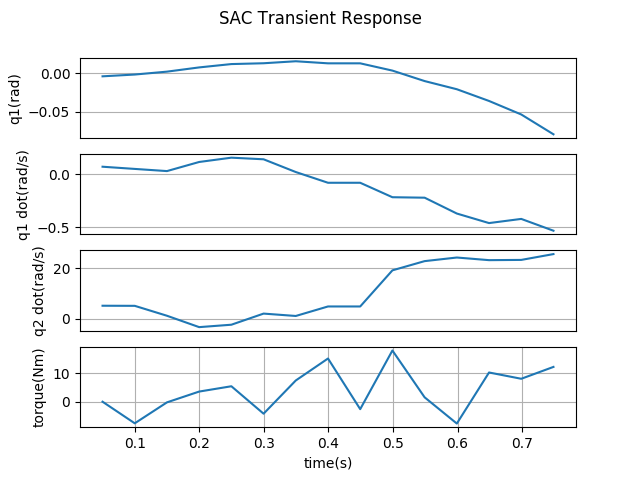 SAC Transient Response
q1(rad)
0.00
−0.05
q1 dot(rad/s)
0.0
−0.5
q2 dot(rad/s)
20
0
torque(Nm)
10
0
0.1 0.2 0.3 0.4 0.5 0.6 0.7
time(s)